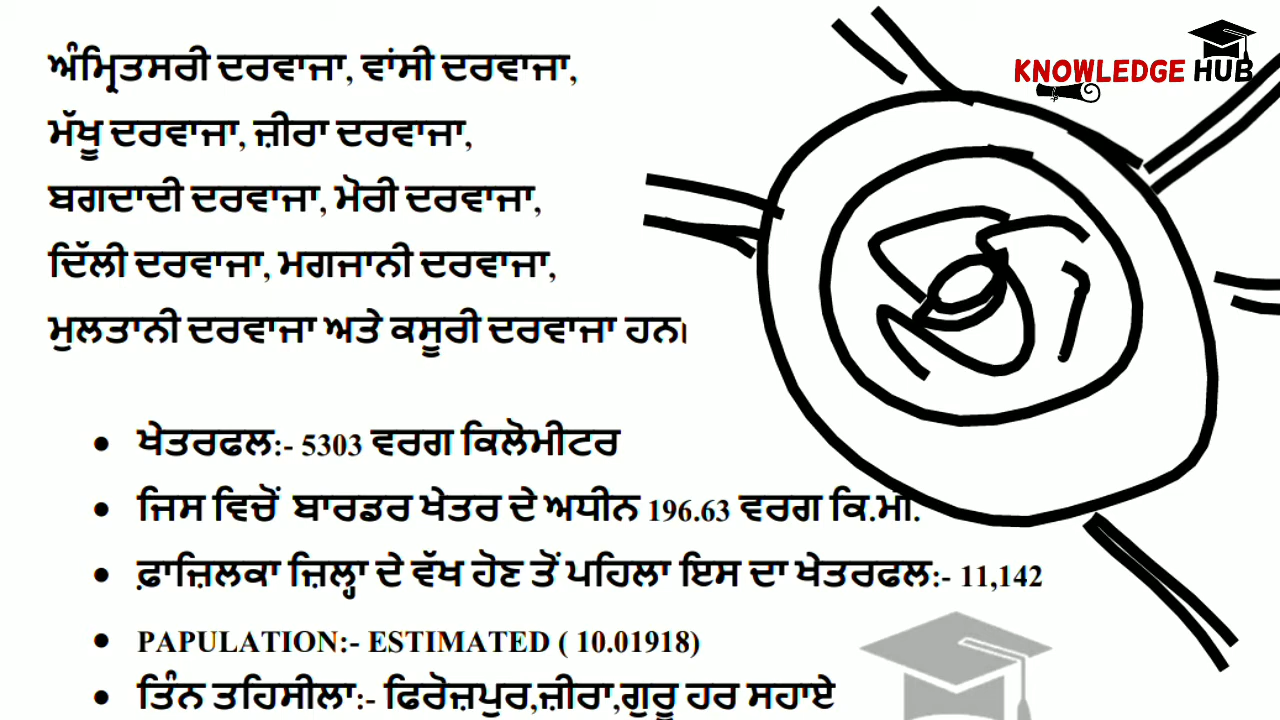 ਅੰਮ੍ਰਿਤਸਰੀ ਦਰਵਾਜਾ, ਵਾਂਸੀ ਦਰਵਾਜਾ,
KNOWLEDGE HUB
ਮੱਖੂ ਦਰਵਾਜਾ, ਜ਼ੀਰਾ ਦਰਵਾਜਾ,
ਬਗਦਾਦੀ ਦਰਵਾਜਾ, ਮੋਰੀ ਦਰਵਾਜਾ,
ਦਿੱਲੀ ਦਰਵਾਜਾ, ਮਗਜਾਨੀ ਦਰਵਾਜਾ,
ਮੁਲਤਾਨੀ ਦਰਵਾਜਾ ਅਤੇ ਕਸੂਰੀ ਦਰਵਾਜਾ ਹਨ।
• ਖੇਤਰਫਲ:- 5303 ਵਰਗ ਕਿਲੋਮੀਟਰ
• ਜਿਸ ਵਿਚੋਂ ਬਾਰਡਰ ਖੇਤਰ ਦੇ ਅਧੀਨ 196.63 ਵਰਗ ਕਿ.ਮੀ.
• ਫ਼ਾਜ਼ਿਲਕਾ ਜ਼ਿਲ੍ਹਾ ਦੇ ਵੱਖ ਹੋਣ ਤੋਂ ਪਹਿਲਾ ਇਸ ਦਾ ਖੇਤਰਫਲ:- 11,142
• PAPULATION:- ESTIMATED ( 10.01918)
• ਤਿੰਨ ਤਹਿਸੀਲਾ:- ਫਿਰੋਜ਼ਪੁਰ,ਜ਼ੀਰਾ,ਗੁਰੂ ਹਰ ਸਹਾਏ